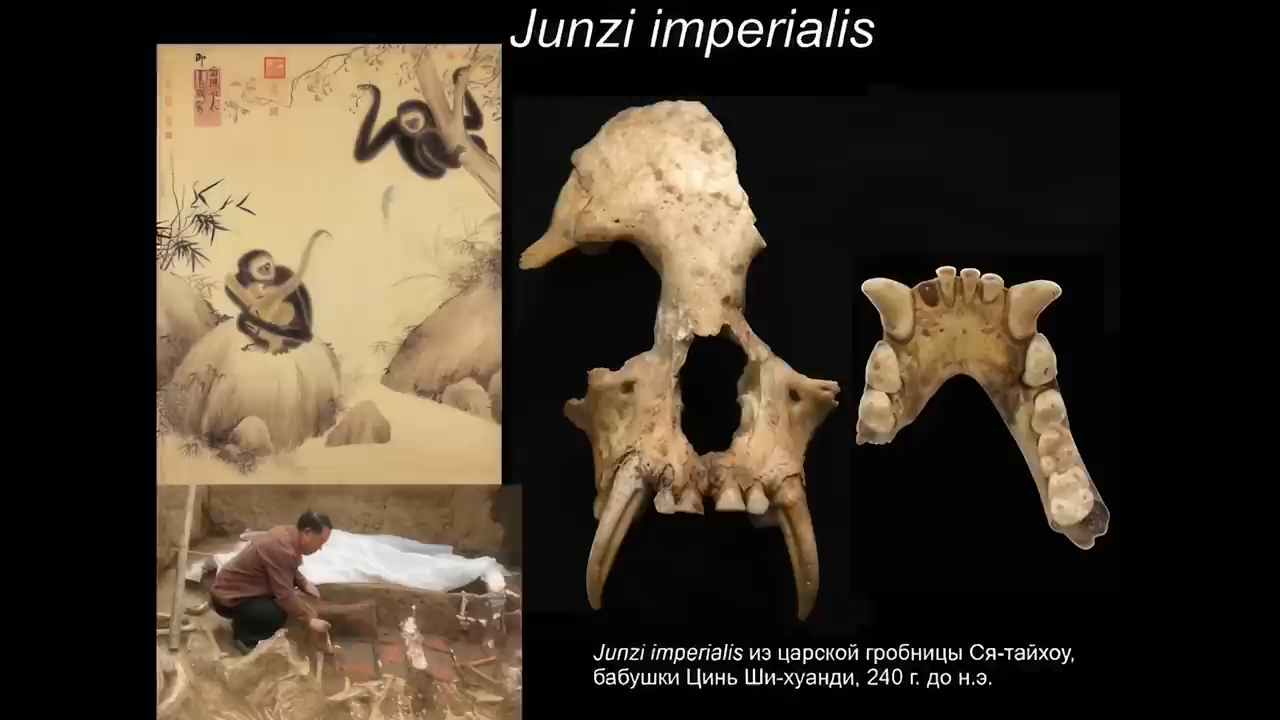 Junzi imperialis
Junzi imperialis из царской гробницы Ся-тайхоу,
бабушки Цинь Ши-хуанди, 240 г. до н.э.